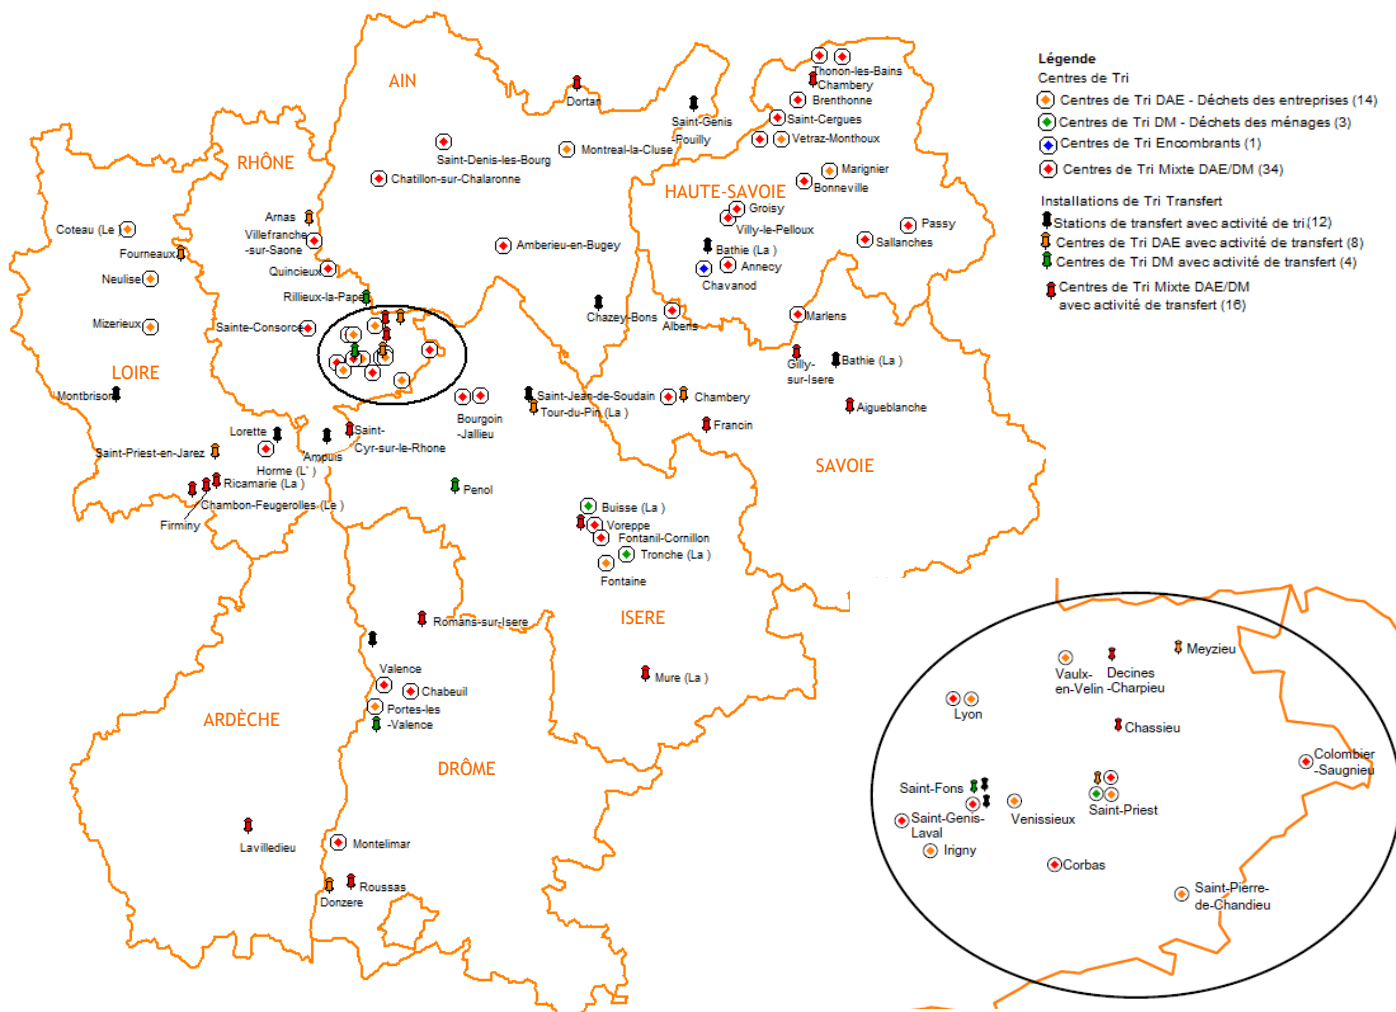 Légende
Centres de Tri
Centres de Tri DAE - Déchets des entreprises (14)
Centres de Tri DM - Déchets des ménages (3)
Centres de Tri Encombrants (1)
Centres de Tri Mixte DAE/DM (34)
Installations de Tri Transfert
Stations de transfert avec activité de tri (12)
Centres de Tri DAE avec activité de transfert (8)
Centres de Tri DM avec activité de transfert (4)
Centres de Tri Mixte DAE/DM
avec activité de transfert (16)
AIN
Dortan
Saint-Genis
-Pouilly
Thonon-les-Bains
Chambery
Brenthonne
Saint-Cergues
Vetraz-Monthoux
Saint-Denis-les-Bourg
Montreal-la-Cluse
RHÔNE
Chatillon-sur-Chalaronne
HAUTE-SAVOIE
Marignier
Bonneville
Groisy
Villy-le-Pelloux
Passy
Sallanches
Arnas
Villefranche
-sur-Saone
Coteau (Le )
Fourneaux
Amberieu-en-Bugey
Bathie (La )
Annecy
Chavanod
Quincieux
Neulise
Rillieux-la-Pape
Chazey-Bons
Albens
Marlens
Mizerieux
Sainte-Consorce
LOIRE
Gilly-
sur-Isere
Bathie (La )
Montbrison
Saint-Jean-de-Soudain
Tour-du-Pin (La )
Chambery
Aigueblanche
Bourgoin
-Jallieu
Francin
Lorette
Ampuis
Saint-
Cyr-sur-le-Rhone
Saint-Priest-en-Jarez
Horme (L' )
SAVOIE
Ricamarie (La )
Chambon-Feugerolles (Le )
Firminy
Penol
Buisse (La )
Voreppe
Fontanil-Cornillon
Tronche (La )
Fontaine
Romans-sur-Isere
ISERE
Valence
Chabeuil
Mure (La )
Portes-les
-Valence
ARDÈCHE
DRÔME
Lavilledieu
Montelimar
Roussas
Donzere
Meyzieu
Vaulx-
en-Velin
Decines
-Charpieu
Lyon
Chassieu
Colombier
-Saugnieu
Saint-Fons
Saint-Genis-
Laval
Venissieux
Saint-Priest
Irigny
Corbas
Saint-Pierre-
de-Chandieu